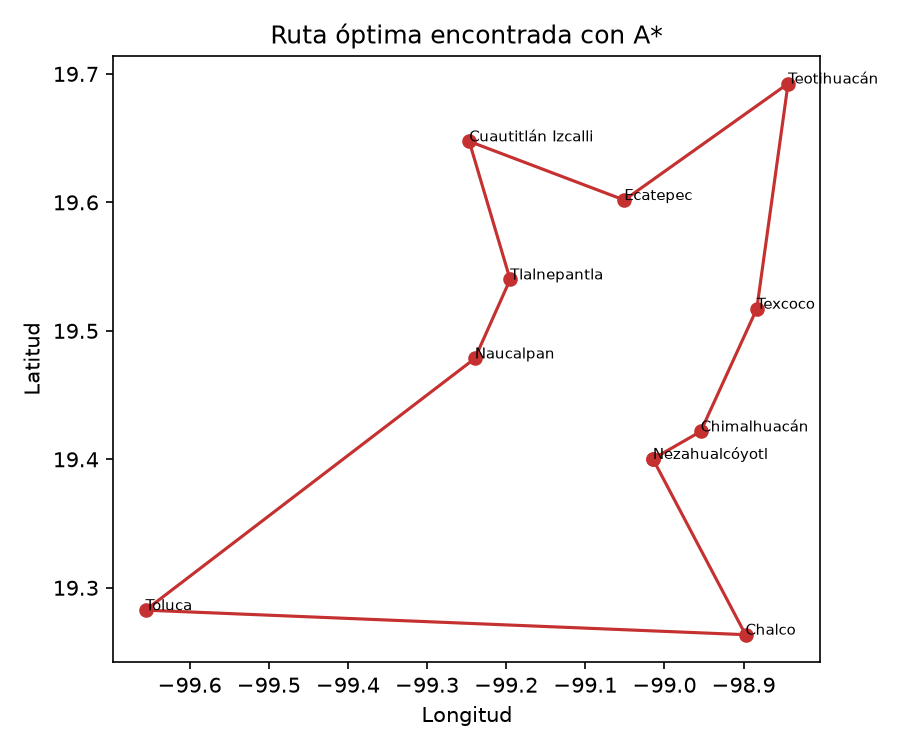 Ruta óptima encontrada con A*
19.7
19.6
19.5
19.4
19.3
Latitud
Teotihuacán
Cuautitlán Izcalli
Ecatepec
Tlalnepantla
Texcoco
Naucalpan
Chimalhuacán
Nezahualcóyotl
Toluca
Chalco
−99.6 −99.5 −99.4 −99.3 −99.2 −99.1 −99.0 −98.9
Longitud